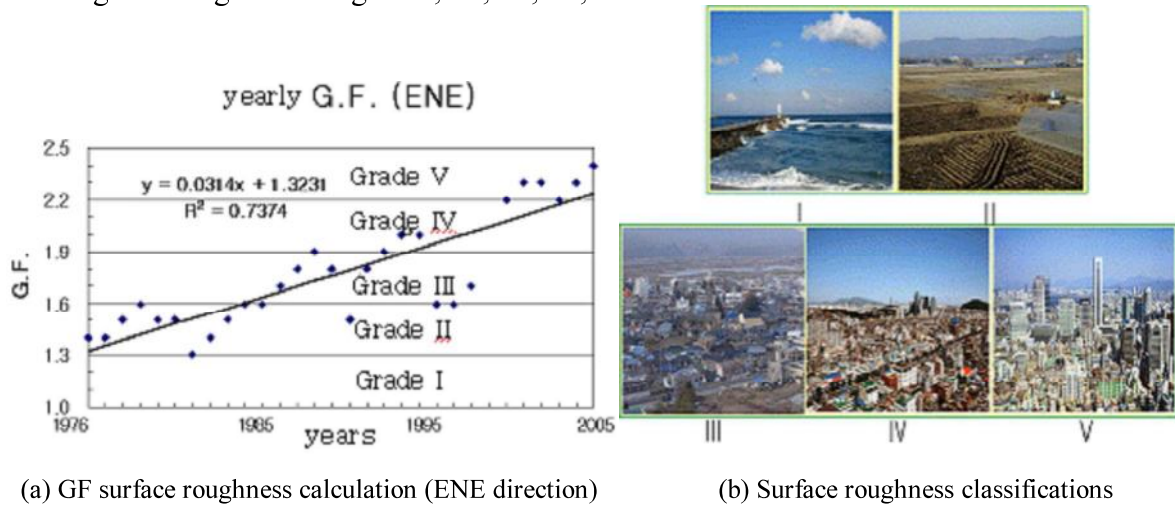 yearly G.F. (ENE)
2.5
2.2
1.9
1.6
1.3
1.0
G.F.
y = 0.0314x + 1.3231
R² = 0.7374
Grade V
Grade IV
Grade III
Grade II
Grade I
1976
1985
1995
2005
years
I
II
III
IV
V
(a) GF surface roughness calculation (ENE direction)
(b) Surface roughness classifications